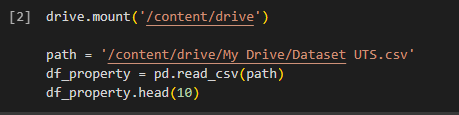 [2] drive.mount('/content/drive')
path = '/content/drive/My Drive/Dataset UTS.csv'
df_property = pd.read_csv(path)
df_property.head(10)